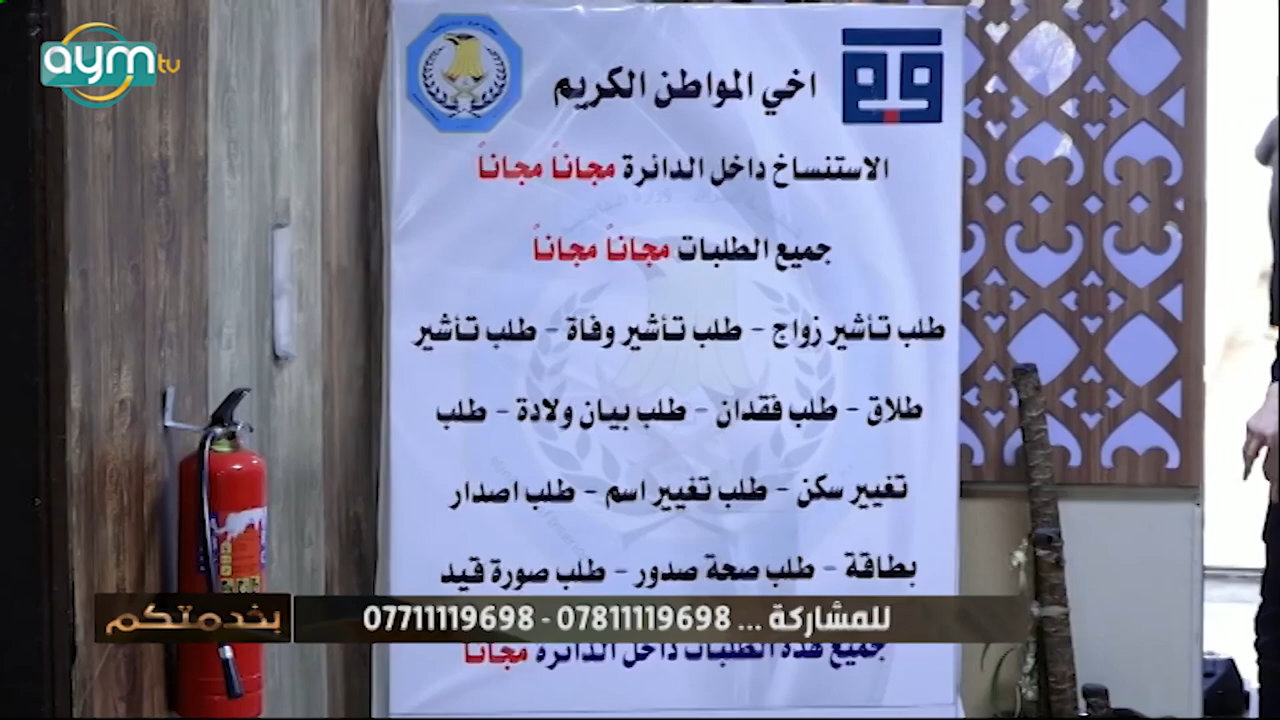 aym tv
اخي المواطن الكريم
الاستنساخ داخل الدائرة مجاناً مجاناً
جميع الطلبات مجاناً مجاناً
طلب تأشير زواج - طلب تأشير وفاة - طلب تأشير
طلاق - طلب فقدان - طلب بيان ولادة - طلب
تغيير سكن - طلب تغيير اسم - طلب اصدار
بطاقة - طلب صحة صدور - طلب صورة قيد
بخدمتكم
للمشاركة ... 07811119698 - 07711119698
جميع هذه الطلبات داخل الدائرة مجاناً